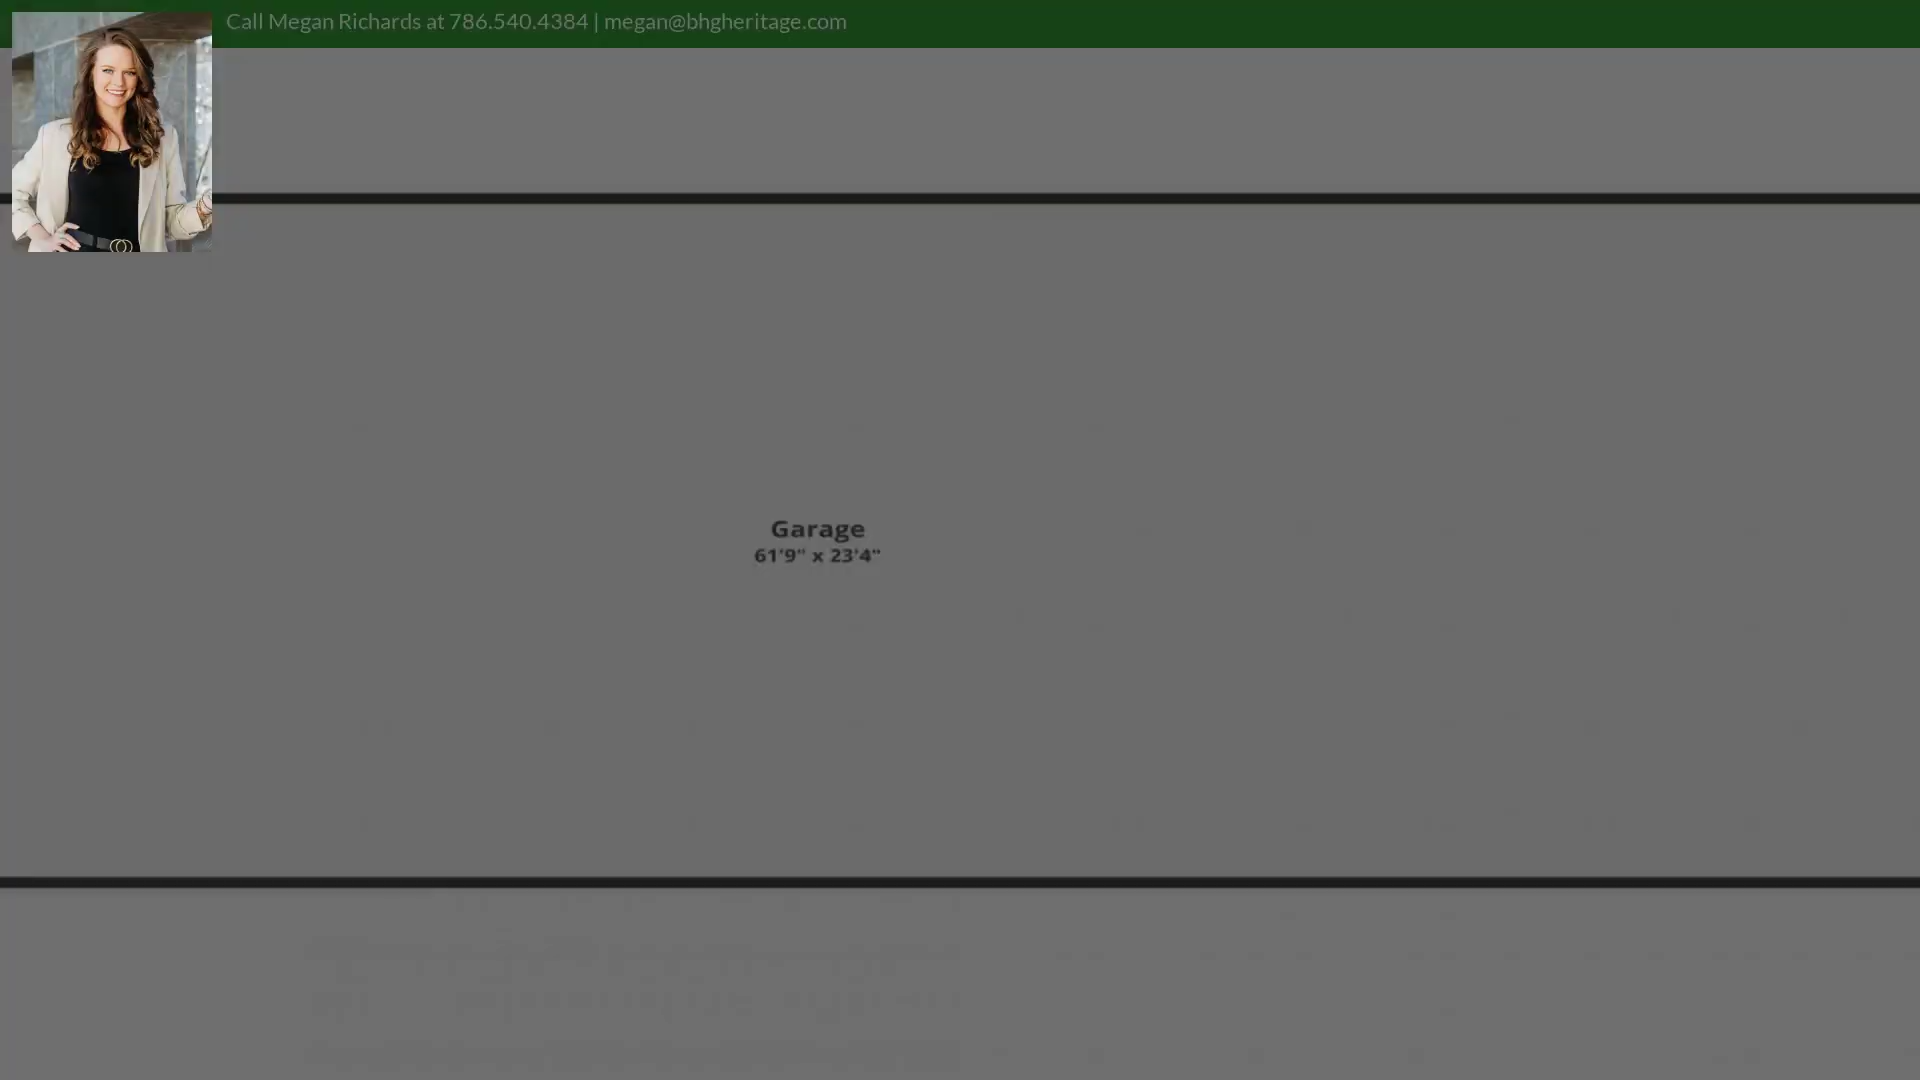 Call Megan Richards at 786.540.4384 | megan@bhgheritage.com
Garage
61'9" x 23'4"